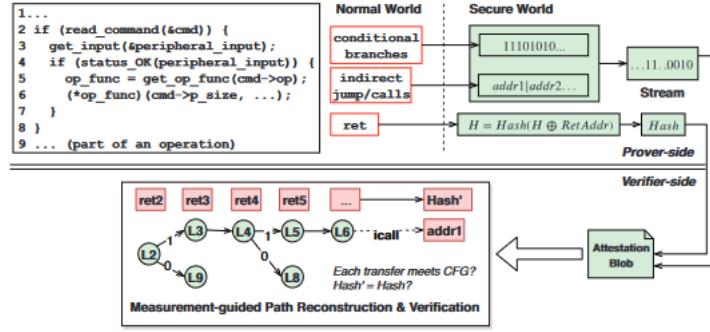 1...
2 if (read_command(&cmd)) {
3 get_input(&peripheral_input);
4 if (status_OK(peripheral_input)) {
5 op_func = get_op_func(cmd->op);
6 (*op_func)(cmd->p_size, ...);
7 }
8 }
9 ... (part of an operation)
Normal World
Secure World
conditional
branches
11101010...
indirect
jump/calls
addr1|addr2...
...11..0010
Stream
ret
H = Hash(H ⊕ RetAddr)
Hash
Prover-side
Verifier-side
ret2 ret3 ret4 ret5 ... Hash'
L2 1 L3 L4 1 L5 L6 icall addr1
0 L9 0 L8
Each transfer meets CFG?
Hash' = Hash?
Measurement-guided Path Reconstruction & Verification
Attestation
Blob